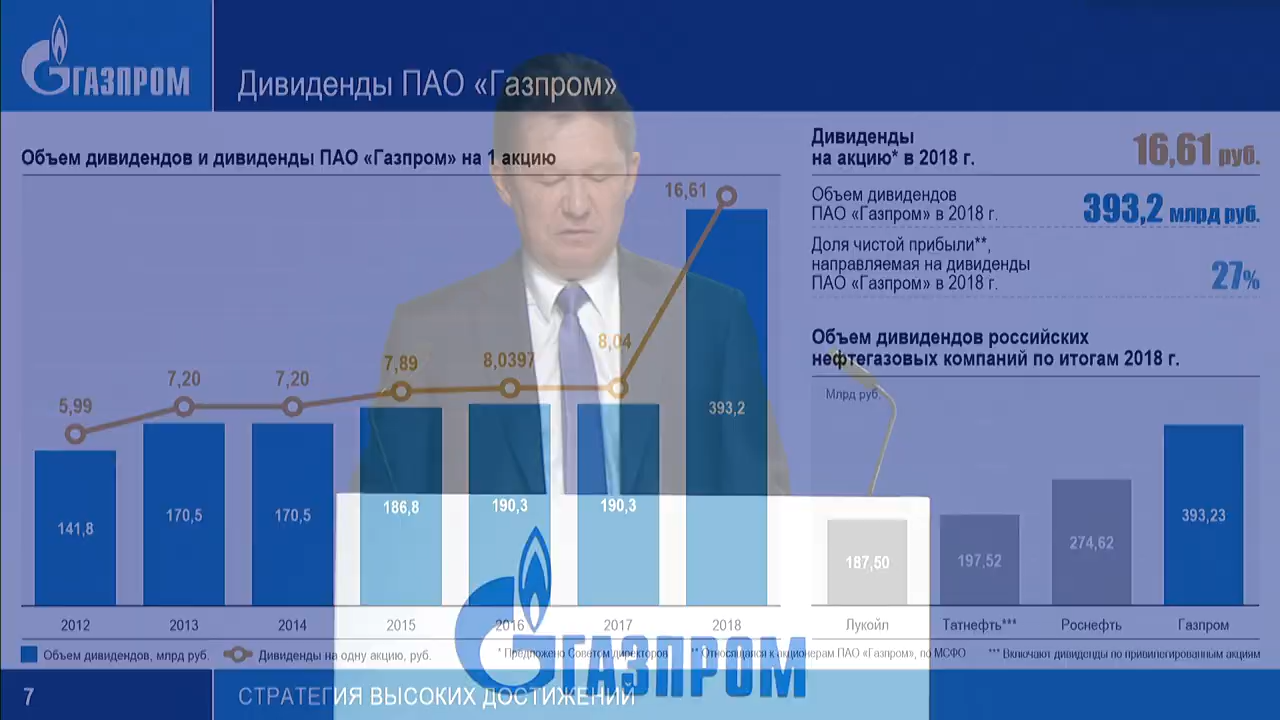 ГАЗПРОМ
Дивиденды ПАО «Газпром»
Объем дивидендов и дивиденды ПАО «Газпром» на 1 акцию
5,99
7,20
7,20
7,89
8,0397
8,04
16,61
141,8
170,5
170,5
186,8
190,3
190,3
393,2
2012
2013
2014
2015
2016
2017
2018
Объем дивидендов, млрд руб.
Дивиденды на одну акцию, руб.
Дивиденды
на акцию* в 2018 г.
16,61 руб.
Объем дивидендов
ПАО «Газпром» в 2018 г.
393,2 млрд руб.
Доля чистой прибыли**,
направляемая на дивиденды
ПАО «Газпром» в 2018 г.
27%
Объем дивидендов российских
нефтегазовых компаний по итогам 2018 г.
Млрд руб.
187,50
197,52
274,62
393,23
Лукойл
Татнефть***
Роснефть
Газпром
* Предложено Советом директоров
** Относящаяся к акционерам ПАО «Газпром», по МСФО
*** Включают дивиденды по привилегированным акциям
ГАЗПРОМ
7
СТРАТЕГИЯ ВЫСОКИХ ДОСТИЖЕНИЙ